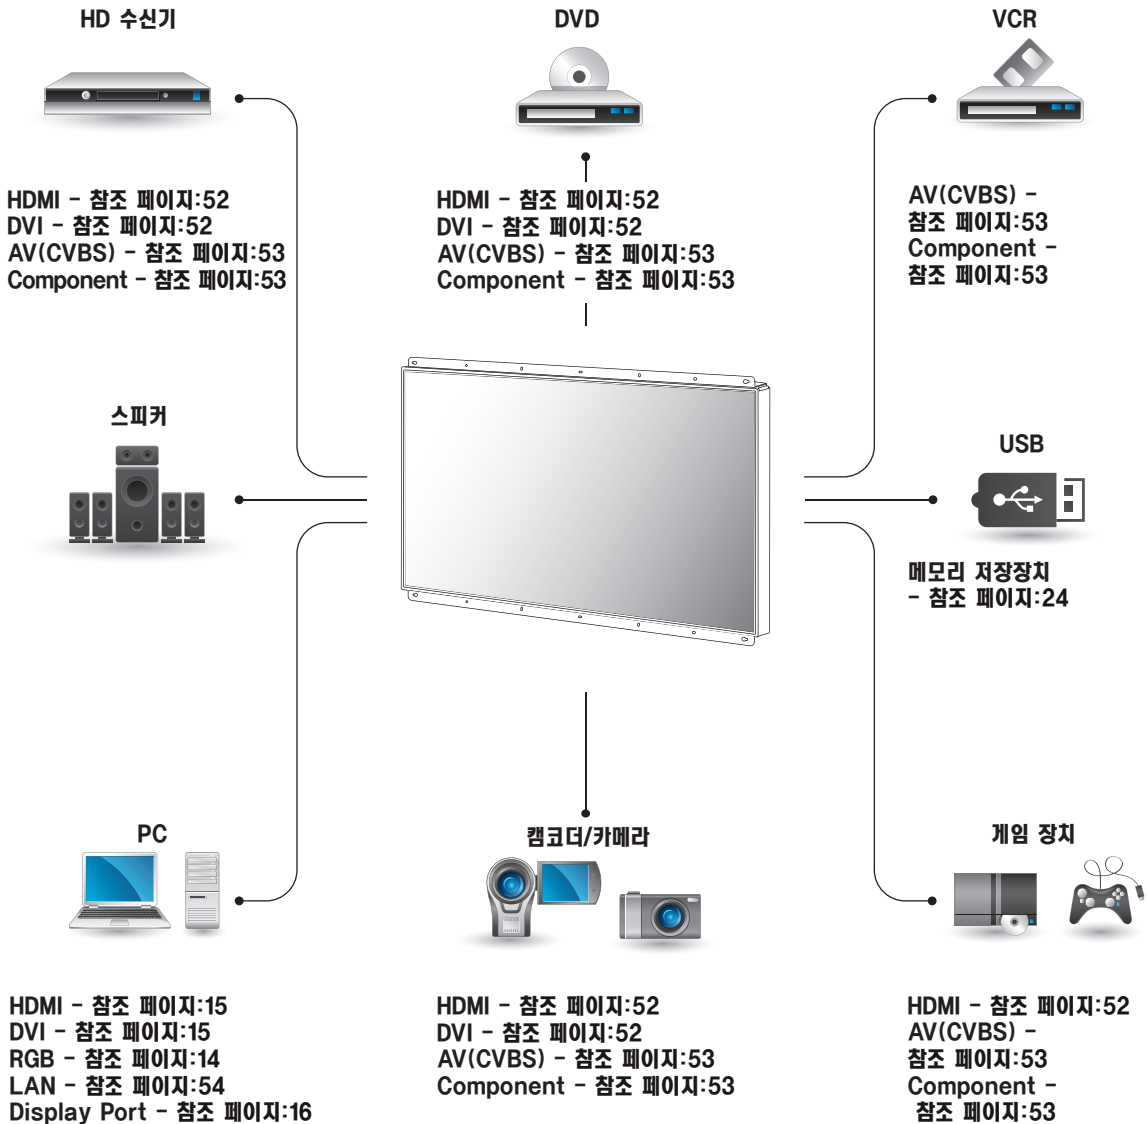 HD 수신기
HDMI - 참조 페이지:52
DVI - 참조 페이지:52
AV(CVBS) - 참조 페이지:53
Component - 참조 페이지:53
DVD
HDMI - 참조 페이지:52
DVI - 참조 페이지:52
AV(CVBS) - 참조 페이지:53
Component - 참조 페이지:53
VCR
AV(CVBS) -
참조 페이지:53
Component -
참조 페이지:53
스피커
USB
메모리 저장장치
- 참조 페이지:24
PC
HDMI - 참조 페이지:15
DVI - 참조 페이지:15
RGB - 참조 페이지:14
LAN - 참조 페이지:54
Display Port - 참조 페이지:16
캠코더/카메라
HDMI - 참조 페이지:52
DVI - 참조 페이지:52
AV(CVBS) - 참조 페이지:53
Component - 참조 페이지:53
게임 장치
HDMI - 참조 페이지:52
AV(CVBS) -
참조 페이지:53
Component -
참조 페이지:53